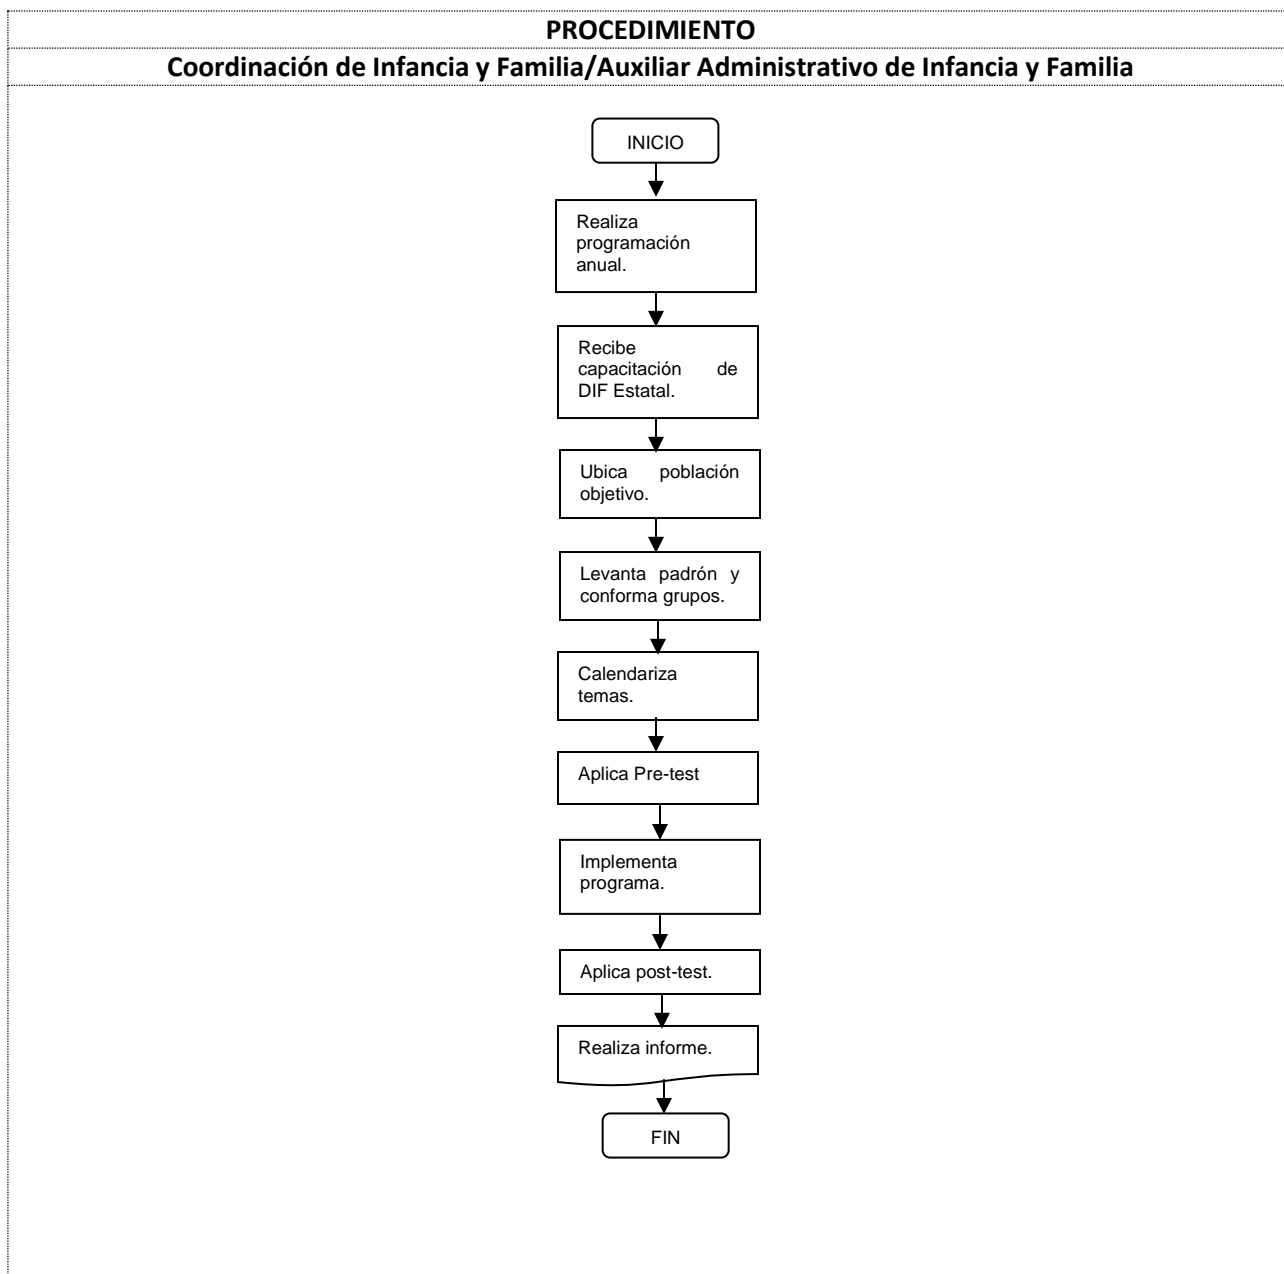 PROCEDIMIENTO
Coordinación de Infancia y Familia/Auxiliar Administrativo de Infancia y Familia
INICIO
Realiza
programación
anual.
Recibe
capacitación de
DIF Estatal.
Ubica población
objetivo.
Levanta padrón y
conforma grupos.
Calendariza
temas.
Aplica Pre-test
Implementa
programa.
Aplica post-test.
Realiza informe.
FIN